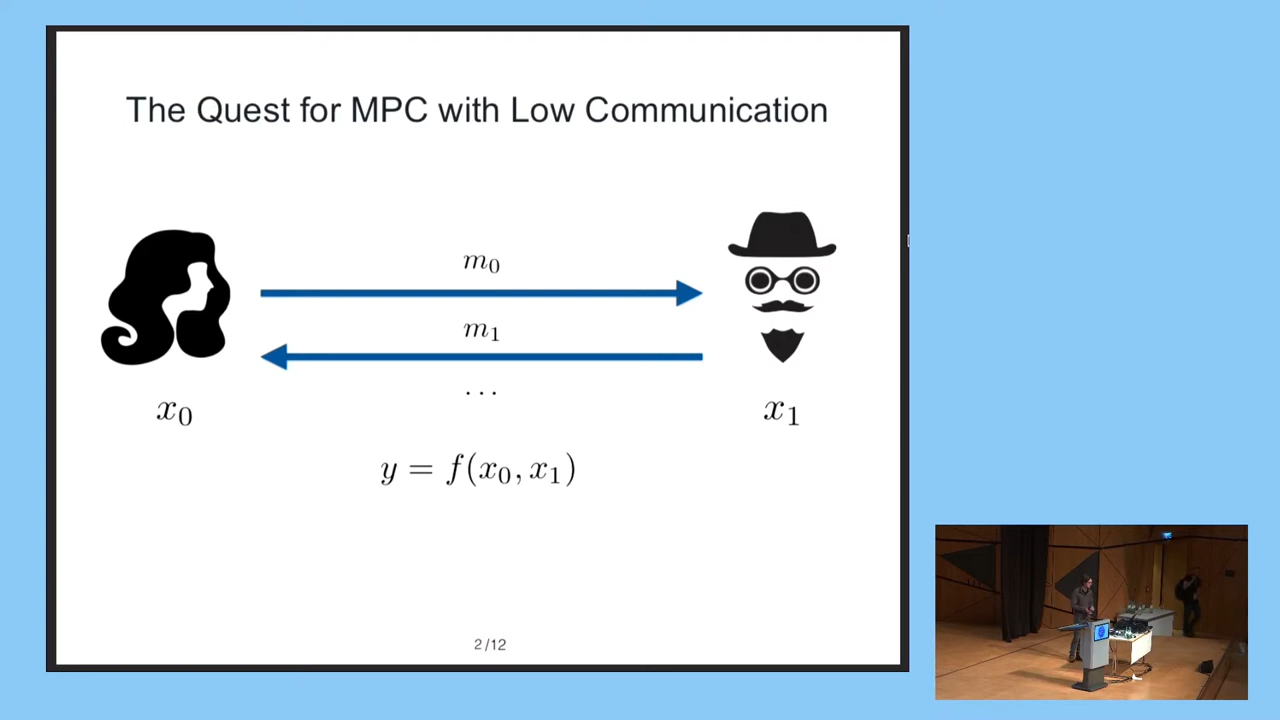 The Quest for MPC with Low Communication
m₀
m₁
...
x₀
x₁
y = f(x₀, x₁)
2/12